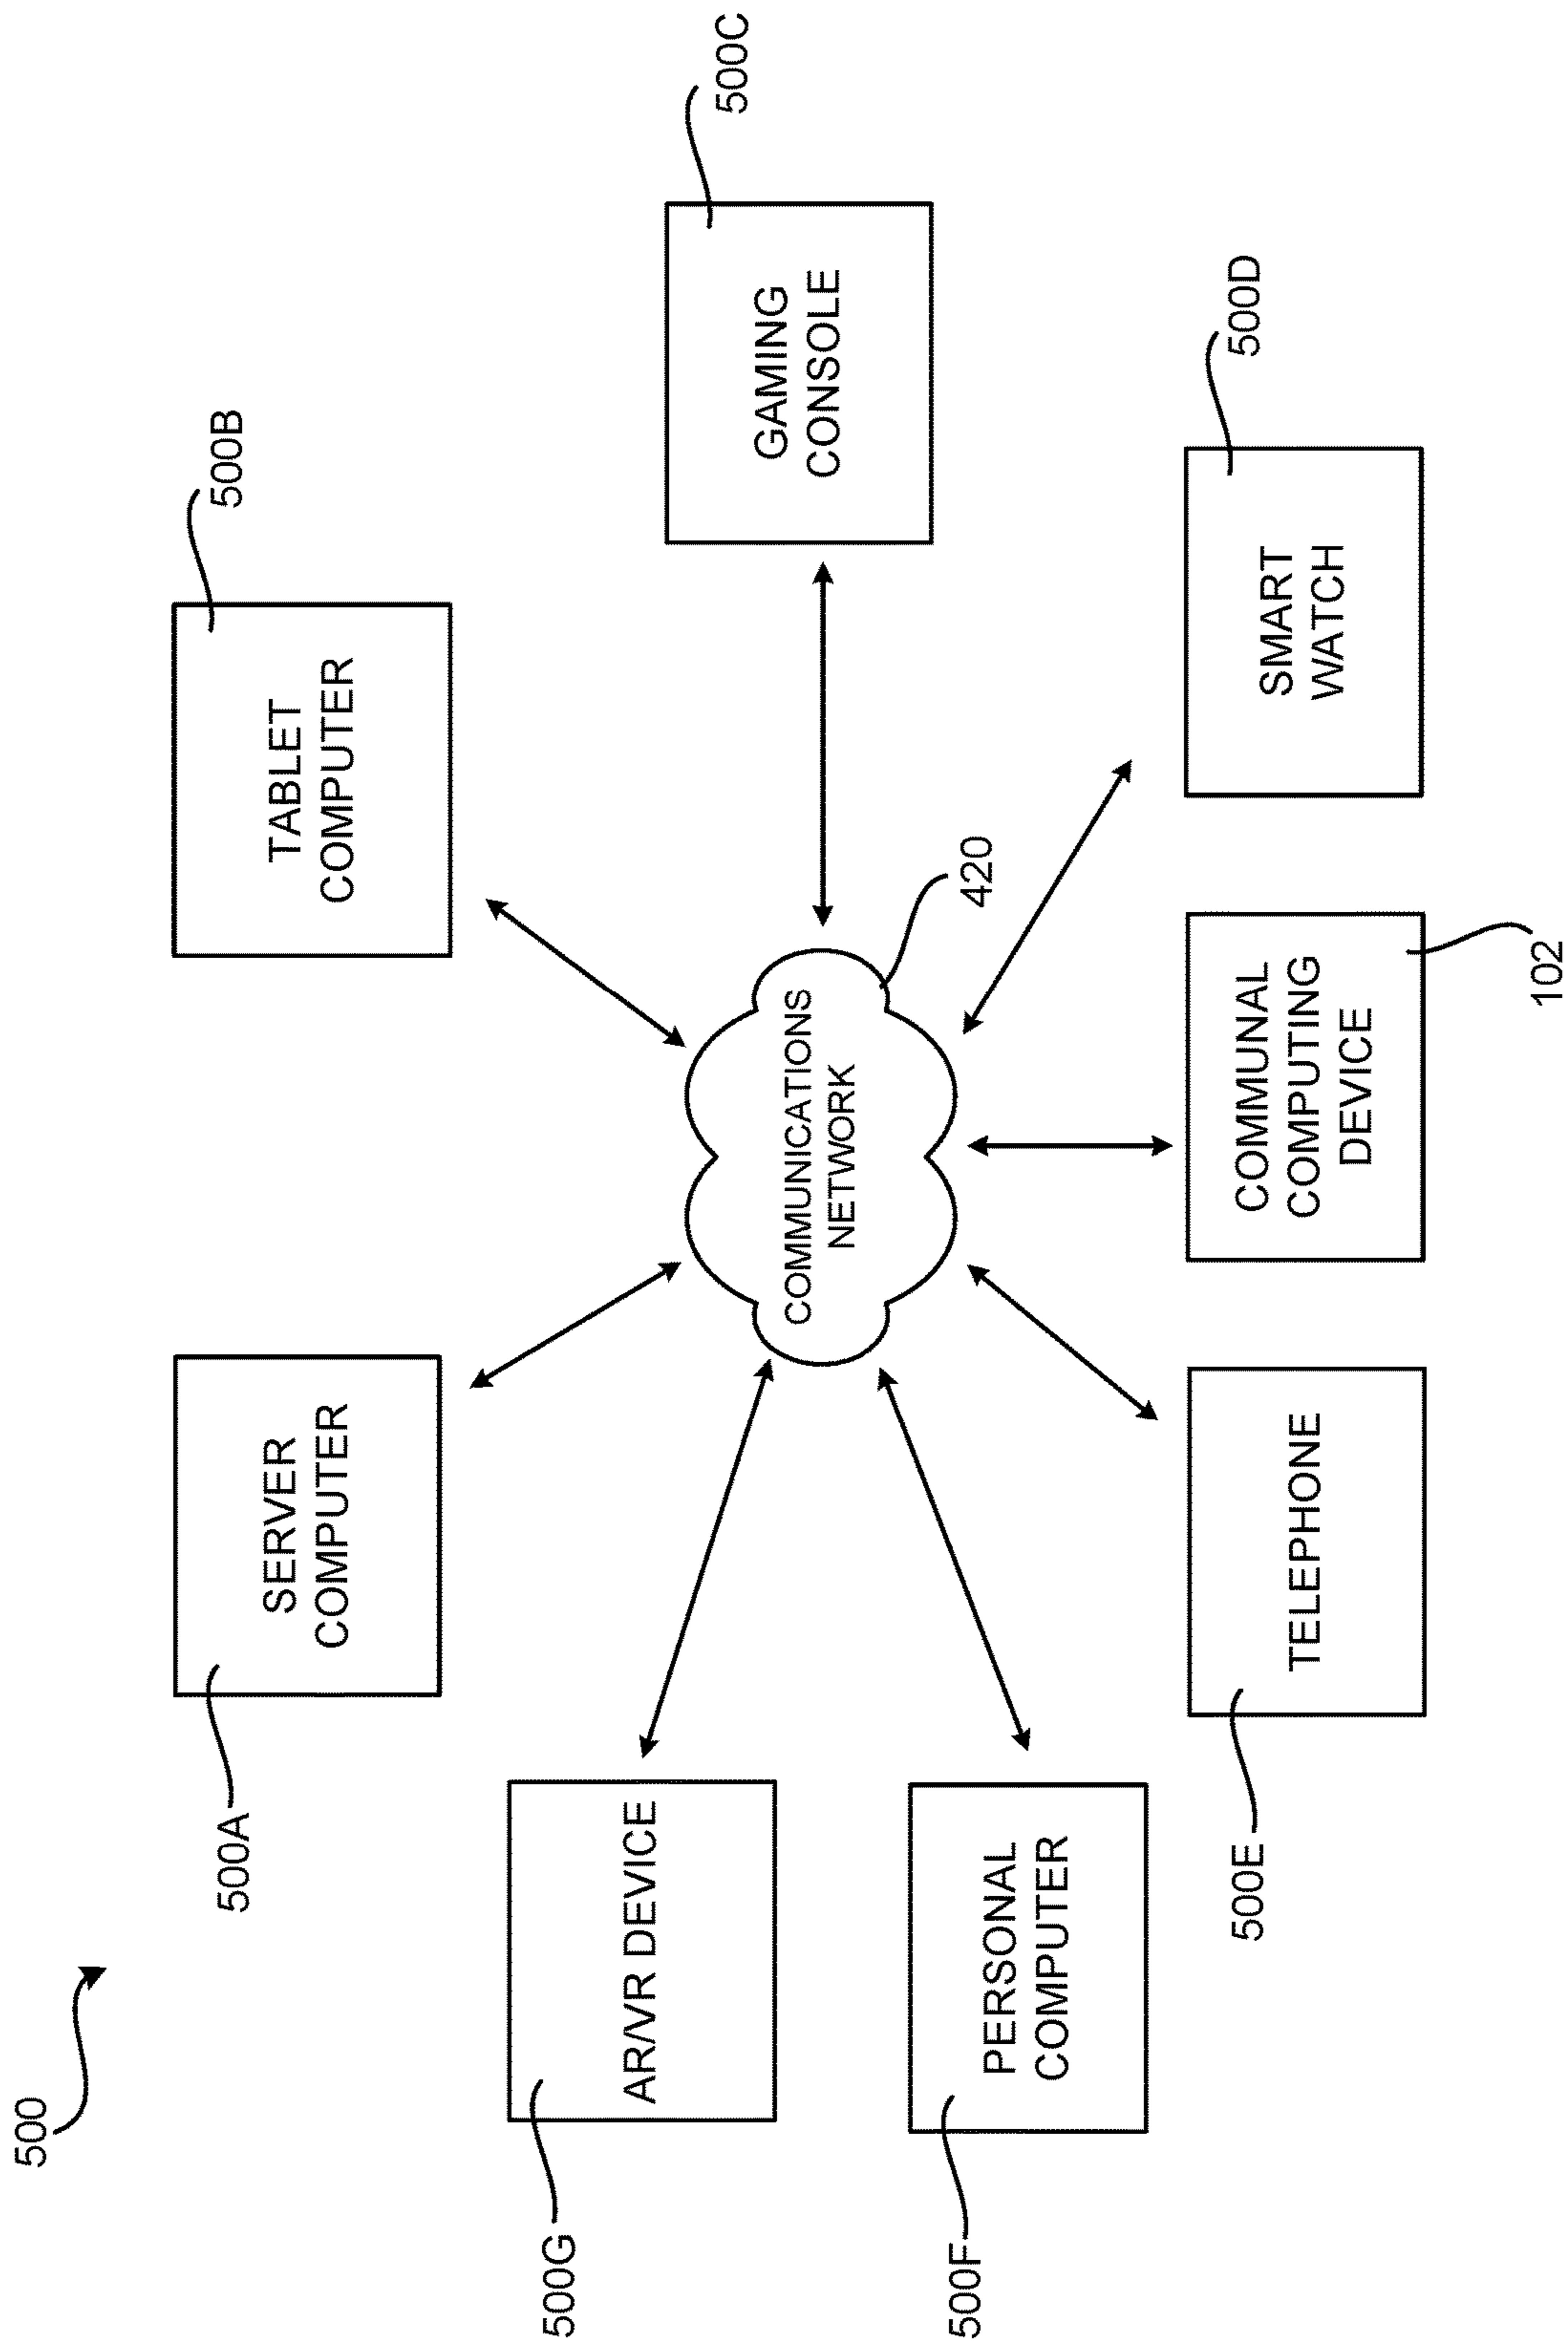 500
500A
SERVER
COMPUTER
500B
TABLET
COMPUTER
500G
AR/VR DEVICE
COMMUNICATIONS
NETWORK
420
500C
GAMING
CONSOLE
500F
PERSONAL
COMPUTER
500E
TELEPHONE
COMMUNAL
COMPUTING
DEVICE
102
500D
SMART
WATCH